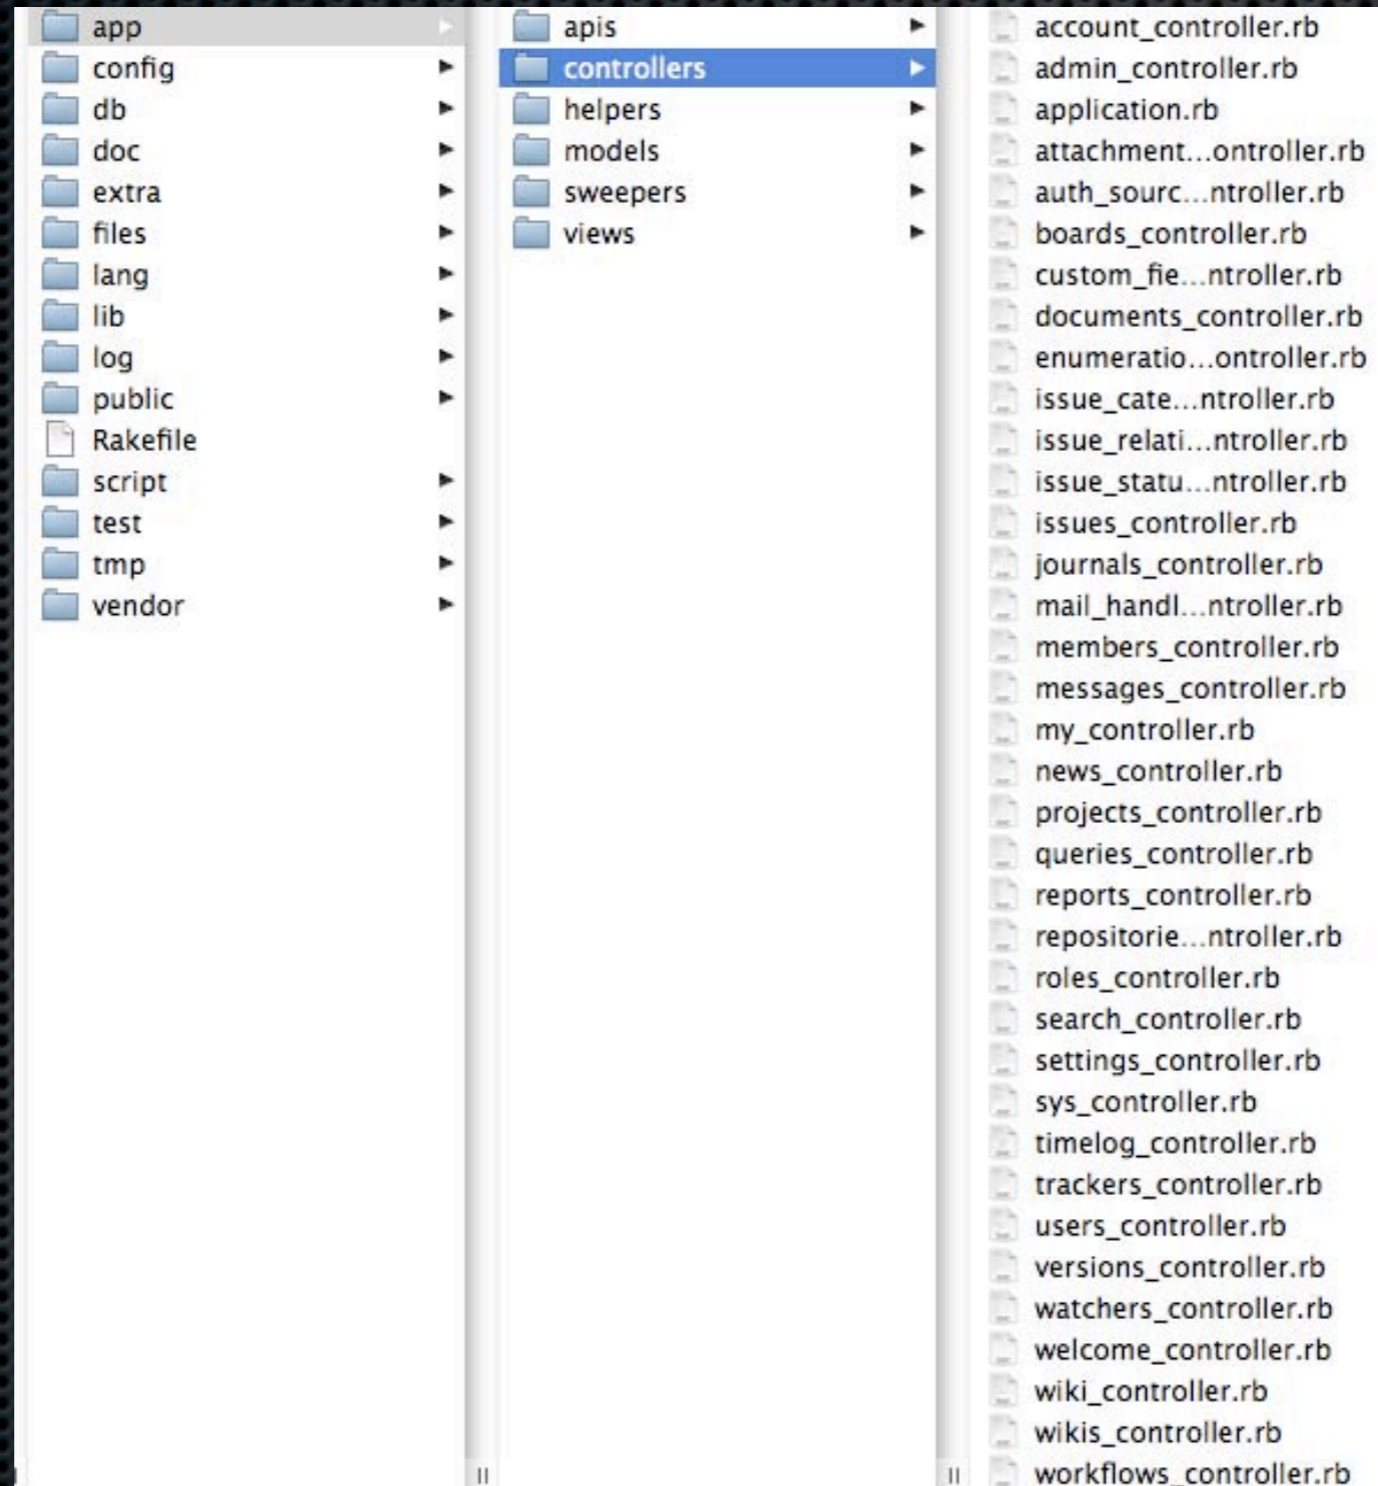 app
config
db
doc
extra
files
lang
lib
log
public
Rakefile
script
test
tmp
vendor
apis
controllers
helpers
models
sweepers
views
account_controller.rb
admin_controller.rb
application.rb
attachment...ontroller.rb
auth_sourc...ntroller.rb
boards_controller.rb
custom_fie...ntroller.rb
documents_controller.rb
enumeratio...ontroller.rb
issue_cate...ntroller.rb
issue_relati...ntroller.rb
issue_statu...ntroller.rb
issues_controller.rb
journals_controller.rb
mail_handl...ntroller.rb
members_controller.rb
messages_controller.rb
my_controller.rb
news_controller.rb
projects_controller.rb
queries_controller.rb
reports_controller.rb
repositorie...ntroller.rb
roles_controller.rb
search_controller.rb
settings_controller.rb
sys_controller.rb
timelog_controller.rb
trackers_controller.rb
users_controller.rb
versions_controller.rb
watchers_controller.rb
welcome_controller.rb
wiki_controller.rb
wikis_controller.rb
workflows_controller.rb